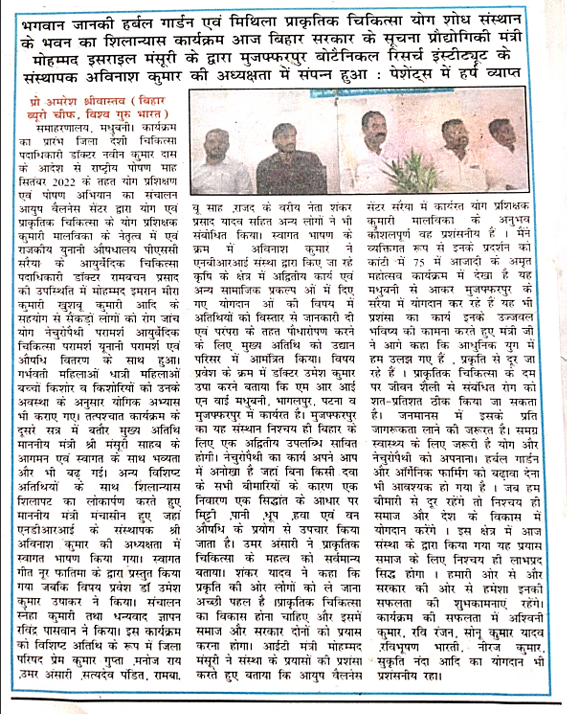 भगवान जानकी हर्बल गार्डन एवं मिथिला प्राकृतिक चिकित्सा योग शोध संस्थान
के भवन का शिलान्यास कार्यक्रम आज बिहार सरकार के सूचना प्रौद्योगिकी मंत्री
मोहम्मद इसराइल मंसूरी के द्वारा मुजफ्फरपुर बोटैनिकल रिसर्च इंस्टीट्यूट के
संस्थापक अविनाश कुमार की अध्यक्षता में संपन्न हुआ : पेशेंट्स में हर्ष व्याप्त
प्रो अमरेश श्रीवास्तव ( बिहार
ब्यूरो चीफ, विश्व गुरु भारत)
समाहरणालय, मधुबनी। कार्यक्रम
का प्रारंभ जिला देशी चिकित्सा
पदाधिकारी डॉक्टर नवीन कुमार दास
के आदेश से राष्ट्रीय पोषण माह
सितंबर 2022 के तहत योग प्रशिक्षण
एवं पोषण अभियान का संचालन
आयुष वैलनेस सेंटर द्वारा योग एवं
प्राकृतिक चिकित्सा के योग प्रशिक्षक
कुमारी मालविका के नेतृत्व में एवं
राजकीय युनानी औषधालय पीएससी
सरैया के आयुर्वेदिक चिकित्सा
पदाधिकारी डॉक्टर रामबचन प्रसाद
की उपस्थिति में मोहम्मद इमरान मीरा
कुमारी खुशबू कुमारी आदि के
सहयोग से सैकड़ों लोगों को रोग जांच
योग नेचुरोपैथी परामर्श आयुर्वेदिक
चिकित्सा परामर्श यूनानी परामर्श एवं
औषधि वितरण के साथ हुआ।
गर्भवती महिलाओं धात्री महिलाओं
बच्चों किशोर व किशोरियों को उनके
अवस्था के अनुसार योगिक अभ्यास
भी कराए गए। तत्पश्चात कार्यक्रम के
दूसरे सत्र में बतौर मुख्य अतिथि
माननीय मंत्री श्री मंसूरी साहब के
आगमन एवं स्वागत के साथ भव्यता
और भी बढ़ गई। अन्य विशिष्ट
अतिथियों के साथ शिलान्यास
शिलापट का लोकार्पण करते हुए
माननीय मंत्री मंचासीन हुए जहां
एनडीआरआई के संस्थापक श्री
अविनाश कुमार की अध्यक्षता में
स्वागत भाषण किया गया। स्वागत
गीत नूर फातिमा के द्वारा प्रस्तुत किया
गया जबकि विषय प्रवेश डॉ उमेश
कुमार उषाकर ने किया। संचालन
स्नेहा कुमारी तथा धन्यवाद ज्ञापन
रविंद्र पासवान ने किया। इस कार्यक्रम
को विशिष्ट अतिथि के रूप में जिला
परिषद प्रेम कुमार गुप्ता ,मनोज राय
,उमर अंसारी ,सत्यदेव पंडित, रामबा.
वू साह ,राजद के वरीय नेता शंकर
प्रसाद यादव सहित अन्य लोगों ने भी
संबोधित किया। स्वागत भाषण के
क्रम में अविनाश कुमार ने
एनबीआरआई संस्था द्वारा किए जा रहे
कृषि के क्षेत्र में अद्वितीय कार्य एवं
अन्य सामाजिक प्रकल्प ओं में दिए
गए योगदान ओं की विषय में
अतिथियों को विस्तार से जानकारी दी
एवं परंपरा के तहत पौधारोपण करने
के लिए मुख्य अतिथि को उद्यान
परिसर में आमंत्रित किया। विषय
प्रवेश के क्रम में डॉक्टर उमेश कुमार
उषा करने बताया कि एम आर आई
एन वाई मधुबनी, भागलपुर, पटना व
मुजफ्फरपुर में कार्यरत है। मुजफ्फरपुर
का यह संस्थान निश्चय ही बिहार के
लिए एक अद्वितीय उपलब्धि साबित
होगी। नेचुरोपैथी का कार्य अपने आप
में अनोखा है जहां बिना किसी दवा
के सभी बीमारियों के कारण एक
निवारण एक सिद्धांत के आधार पर
मिट्टी ,पानी ,धूप ,हवा एवं वन
औषधि के प्रयोग से उपचार किया
जाता है। उमर अंसारी ने प्राकृतिक
चिकित्सा के महत्व को सर्वमान्य
बताया। शंकर यादव ने कहा कि
प्रकृति की ओर लोगों को ले जाना
अच्छी पहल है ।प्राकृतिक चिकित्सा
का विकास होना चाहिए और इसमें
समाज और सरकार दोनों को प्रयास
करना होगा। आईटी मंत्री मोहम्मद
मंसूरी ने संस्था के प्रयासों की प्रशंसा
करते हुए बताया कि आयुष वैलनेस
सेंटर सरैया में कार्यरत योग प्रशिक्षक
कुमारी मालविका के अनुभव
कौशलपूर्ण वह प्रशंसनीय हैं । मैंने
व्यक्तिगत रूप से इनके प्रदर्शन को
कांटी में 75 में आजादी के अमृत
महोत्सव कार्यक्रम में देखा है यह
मधुबनी से आकर मुजफ्फरपुर के
सरैया में योगदान कर रहे हैं यह भी
प्रशंसा का कार्य इनके उज्जवल
भविष्य की कामना करते हुए मंत्री जी
ने आगे कहा कि आधुनिक युग में
हम उलझ गए हैं , प्रकृति से दूर जा
रहे हैं । प्राकृतिक चिकित्सा के दम
पर जीवन शैली से संबंधित रोग को
शत-प्रतिशत ठीक किया जा सकता
है। जनमानस में इसके प्रति
जागरूकता लाने की जरूरत है। समग्र
स्वास्थ्य के लिए जरूरी है योग और
नेचुरोपैथी को अपनाना। हर्बल गार्डन
और ऑर्गेनिक फार्मिंग को बढ़ावा देना
भी आवश्यक हो गया है । जब हम
बीमारी से दूर रहेंगे तो निश्चय ही
समाज और देश के विकास में
योगदान करेंगे । इस क्षेत्र में आज
संस्था के द्वारा किया गया यह प्रयास
समाज के लिए निश्चय ही लाभप्रद
सिद्ध होगा । हमारी ओर से और
सरकार की ओर से हमेशा इनकी
सफलता की शुभकामनाएं रहेंगे।
कार्यक्रम की सफलता में अश्विनी
कुमार, रवि रंजन, सोनू कुमार यादव
,रविभूषण भारती, नीरज कुमार,
सुकृति नंदा आदि का योगदान भी
प्रशंसनीय रहा।